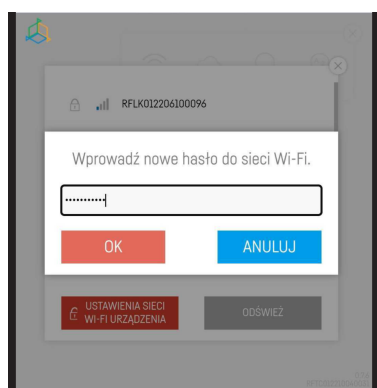 RFLK012206100096
Wprowadź nowe hasło do sieci Wi-Fi.
OK
ANULUJ
USTAWIENIA SIECI
WI-FI URZĄDZENIA
ODŚWIEŻ